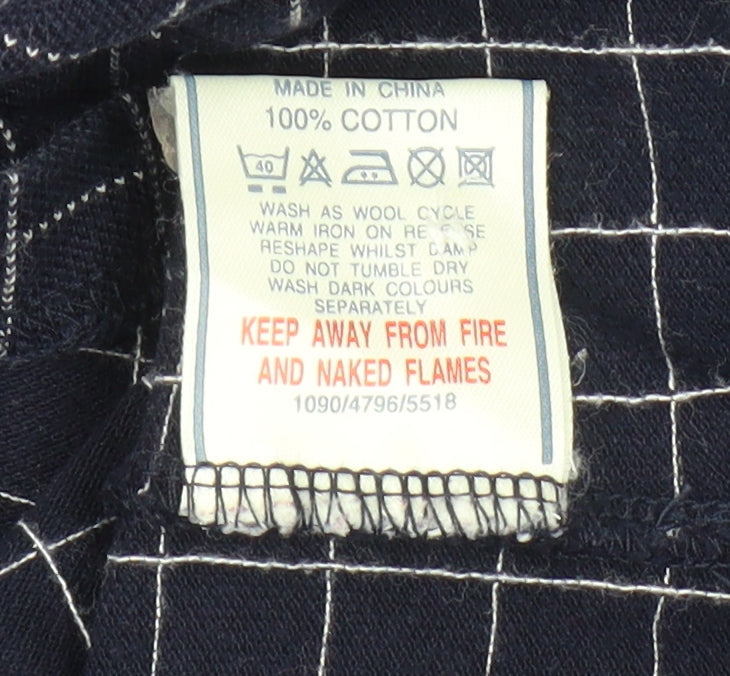 MADE IN CHINA
100% COTTON
40
WASH AS WOOL CYCLE
WARM IRON ON REVERSE
RESHAPE WHILST DAMP
DO NOT TUMBLE DRY
WASH DARK COLOURS
SEPARATELY
KEEP AWAY FROM FIRE
AND NAKED FLAMES
1090/4796/5518